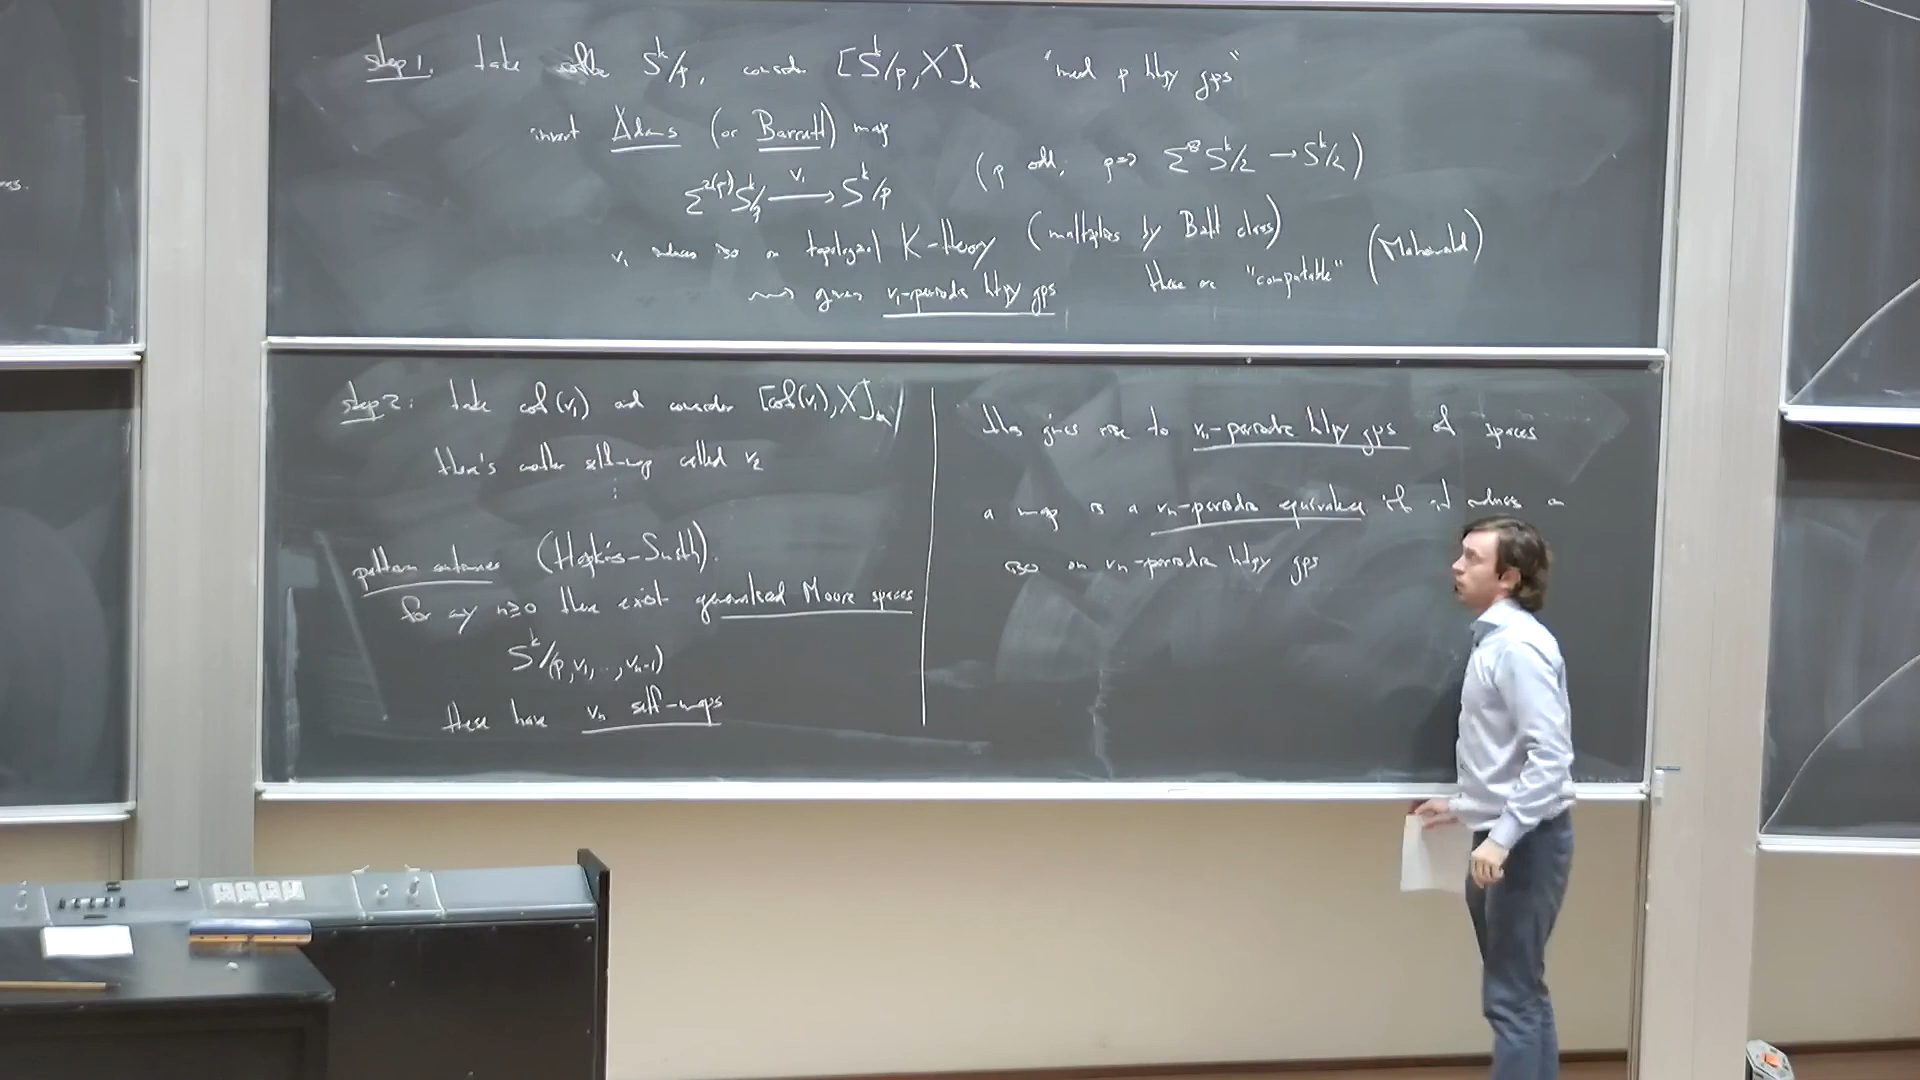 step 1. take cofibre S^k/p, consider [S^k/p, X]_* "mod p htpy gps"
invert Adams (or Barratt) map
Σ^{2(p-1)} S^k/p —v₁→ S^k/p (p odd; p=2 Σ^8 S^k/2 → S^k/2)
v₁ induces iso on topological K-theory (multiplies by Bott class)
⇝ gives v₁-periodic htpy gps these are "computable" (Mahowald)
step 2: take cof(v₁) and consider [cof(v₁), X]_*
there's another self-map called v₂
⋮
pattern continues (Hopkins-Smith).
for any n≥0 there exist generalised Moore spaces
S^k/(p, v₁, .., v_{n-1})
these have v_n self-maps
this gives rise to v_n-periodic htpy gps of spaces
a map is a v_n-periodic equivalence if it induces an
iso on v_n-periodic htpy gps